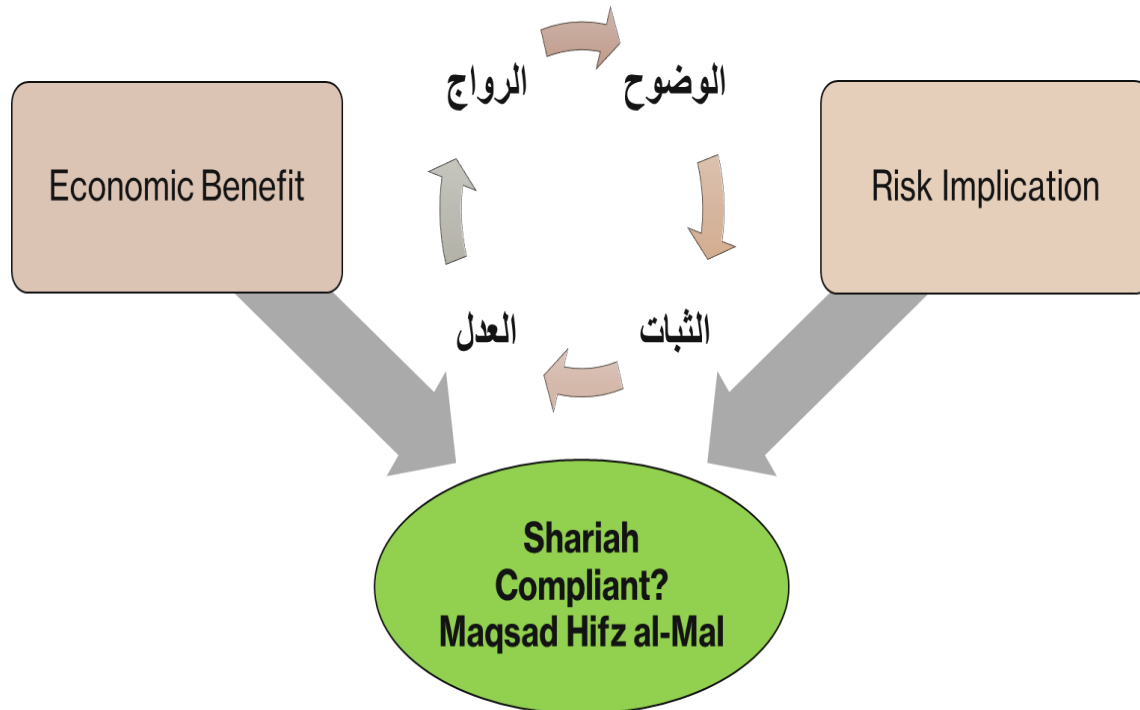 الرواج
الوضوح
Economic Benefit
Risk Implication
العدل
الثبات
Shariah
Compliant?
Maqsad Hifz al-Mal